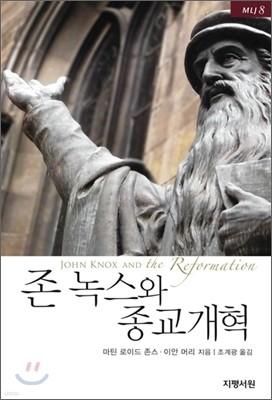 MLJ 8
JOHN KNOX AND the Reformation
존 녹스와
종교개혁
마틴 로이드 존스 · 이안 머리 지음 | 조계광 옮김
지평서원
yes24